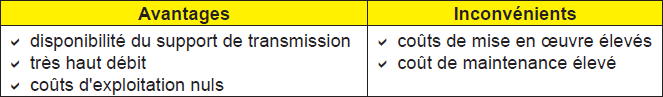 Avantages
Inconvénients
disponibilité du support de transmission
très haut débit
coûts d'exploitation nuls
coûts de mise en œuvre élevés
coût de maintenance élevé